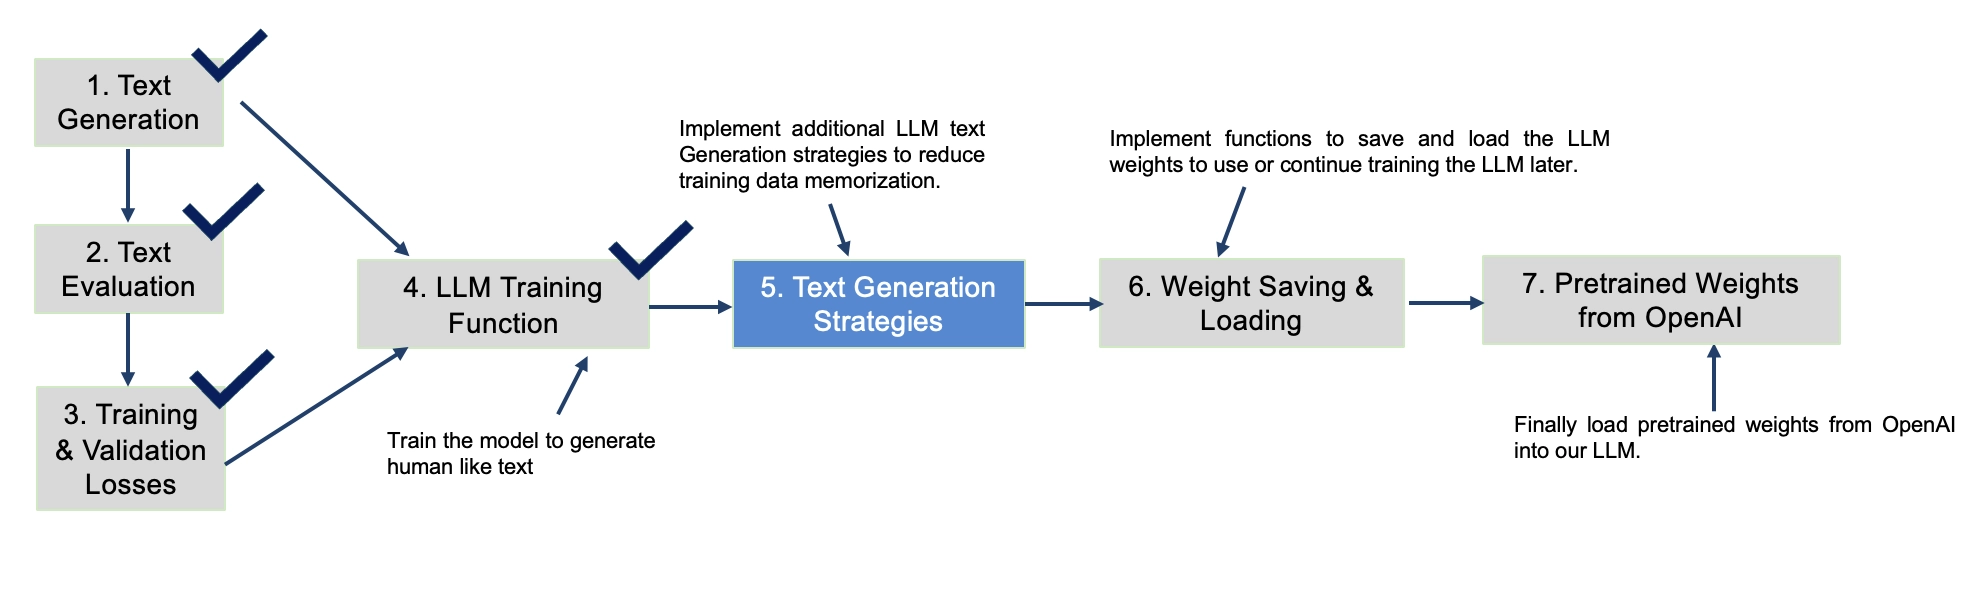 1. Text
Generation
2. Text
Evaluation
3. Training
& Validation
Losses
4. LLM Training
Function
Train the model to generate
human like text
Implement additional LLM text
Generation strategies to reduce
training data memorization.
5. Text Generation
Strategies
Implement functions to save and load the LLM
weights to use or continue training the LLM later.
6. Weight Saving &
Loading
7. Pretrained Weights
from OpenAI
Finally load pretrained weights from OpenAI
into our LLM.